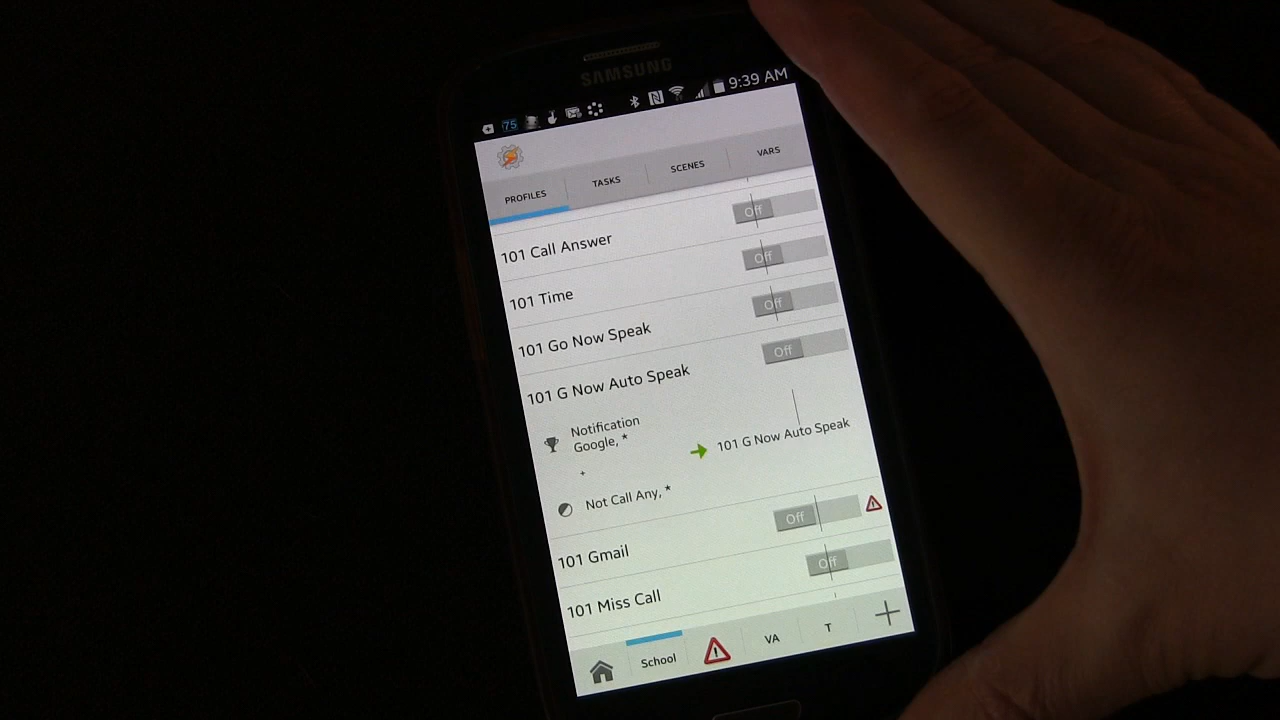 SAMSUNG
75
9:39 AM
PROFILES
TASKS
SCENES
VARS
Off
101 Call Answer
Off
101 Time
Off
101 Go Now Speak
Off
101 G Now Auto Speak
Notification
Google, *
101 G Now Auto Speak
+
Not Call Any, *
Off
101 Gmail
Off
101 Miss Call
School
VA
T